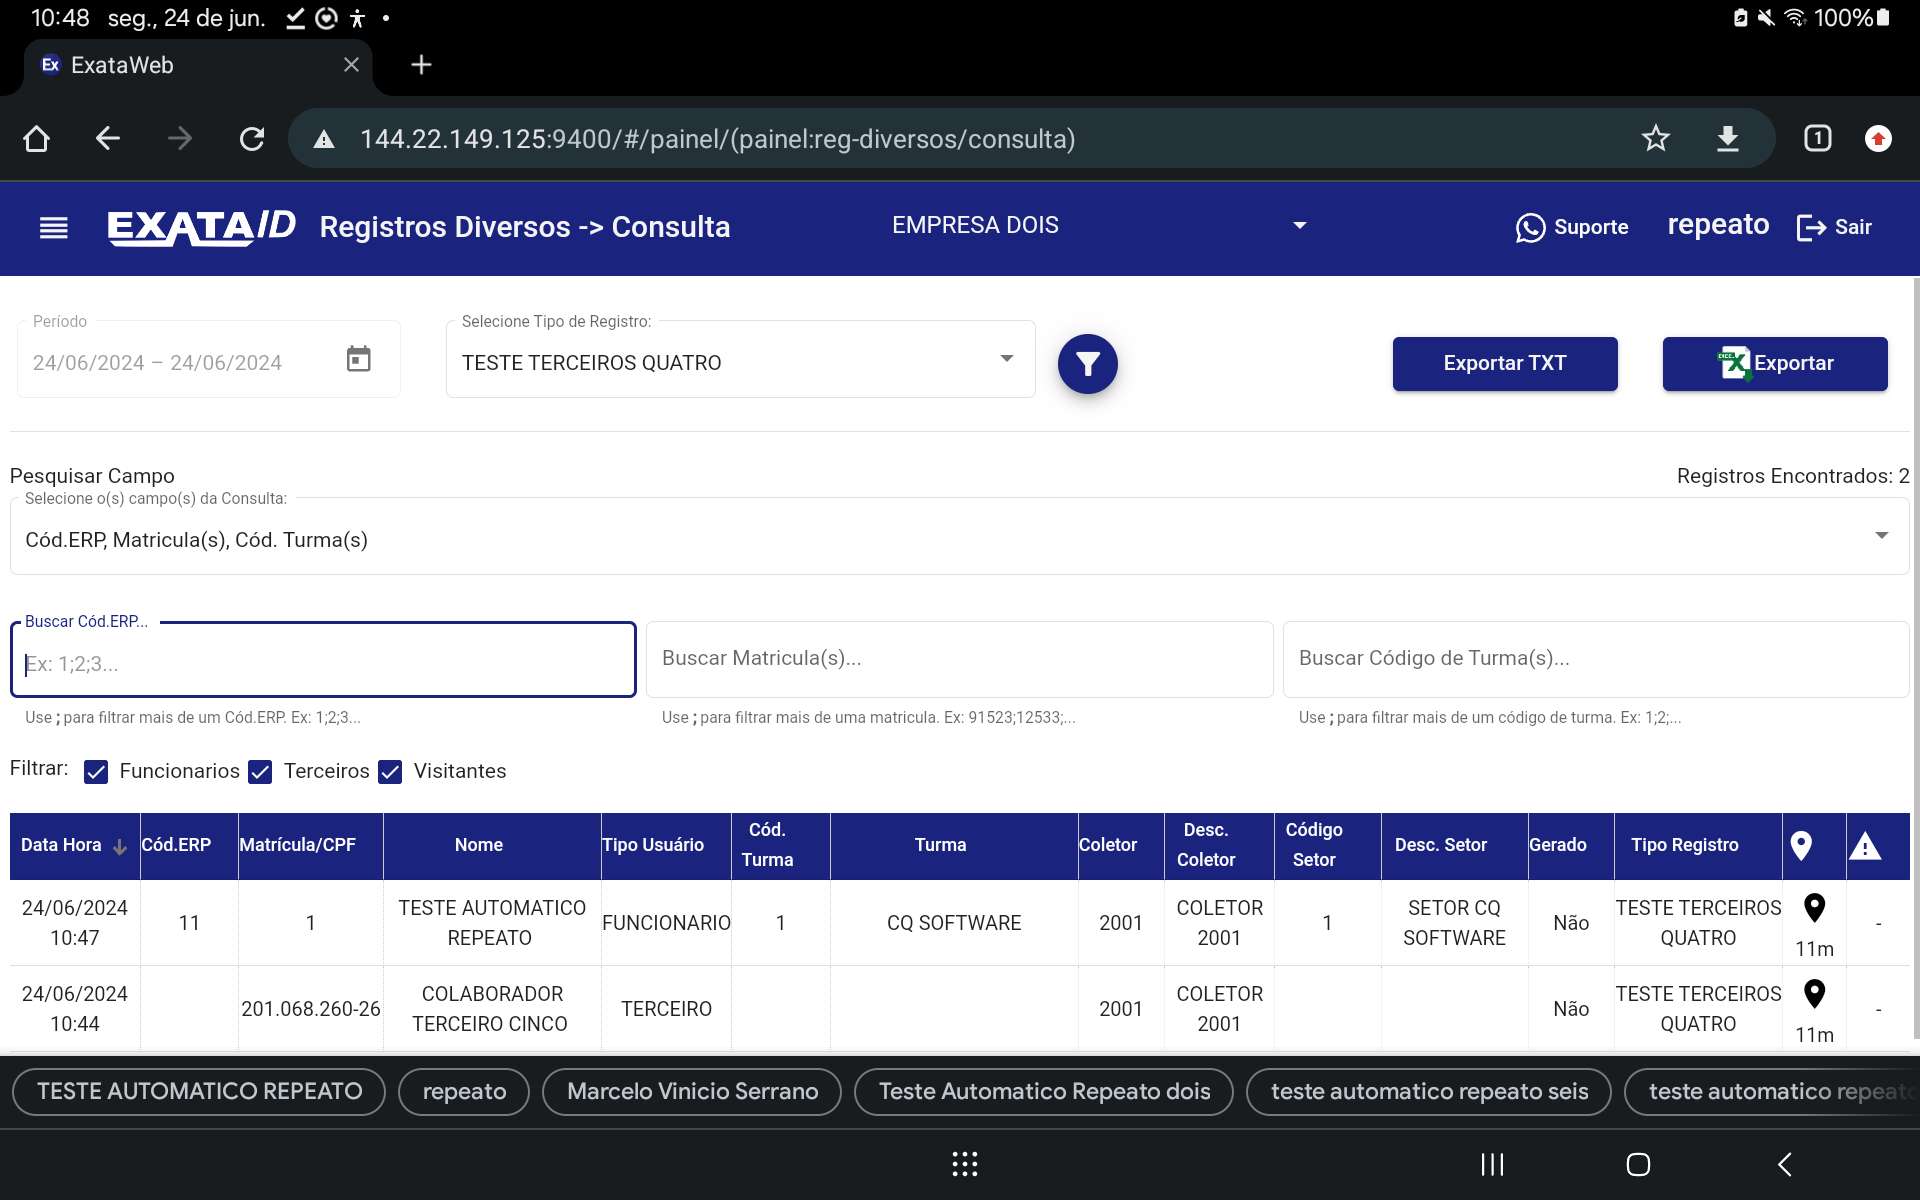 10:48 seg., 24 de jun. 100%
Ex ExataWeb
144.22.149.125:9400/#/painel/(painel:reg-diversos/consulta) 1
EXATA/D Registros Diversos -> Consulta EMPRESA DOIS Suporte repeato Sair
Período Selecione Tipo de Registro:
24/06/2024 – 24/06/2024 TESTE TERCEIROS QUATRO Exportar TXT Exportar
Pesquisar Campo Registros Encontrados: 2
Selecione o(s) campo(s) da Consulta:
Cód.ERP, Matricula(s), Cód. Turma(s)
Buscar Cód.ERP...
Ex: 1;2;3... Buscar Matricula(s)... Buscar Código de Turma(s)...
Use ; para filtrar mais de um Cód.ERP. Ex: 1;2;3... Use ; para filtrar mais de uma matricula. Ex: 91523;12533;... Use ; para filtrar mais de um código de turma. Ex: 1;2;...
Filtrar: Funcionarios Terceiros Visitantes
Data Hora Cód.ERP Matrícula/CPF Nome Tipo Usuário Cód. Turma Turma Coletor Desc. Coletor Código Setor Desc. Setor Gerado Tipo Registro
24/06/2024 10:47 11 1 TESTE AUTOMATICO REPEATO FUNCIONARIO 1 CQ SOFTWARE 2001 COLETOR 2001 1 SETOR CQ SOFTWARE Não TESTE TERCEIROS QUATRO 11m -
24/06/2024 10:44 201.068.260-26 COLABORADOR TERCEIRO CINCO TERCEIRO 2001 COLETOR 2001 Não TESTE TERCEIROS QUATRO 11m -
TESTE AUTOMATICO REPEATO repeato Marcelo Vinicio Serrano Teste Automatico Repeato dois teste automatico repeato seis teste automatico repeato